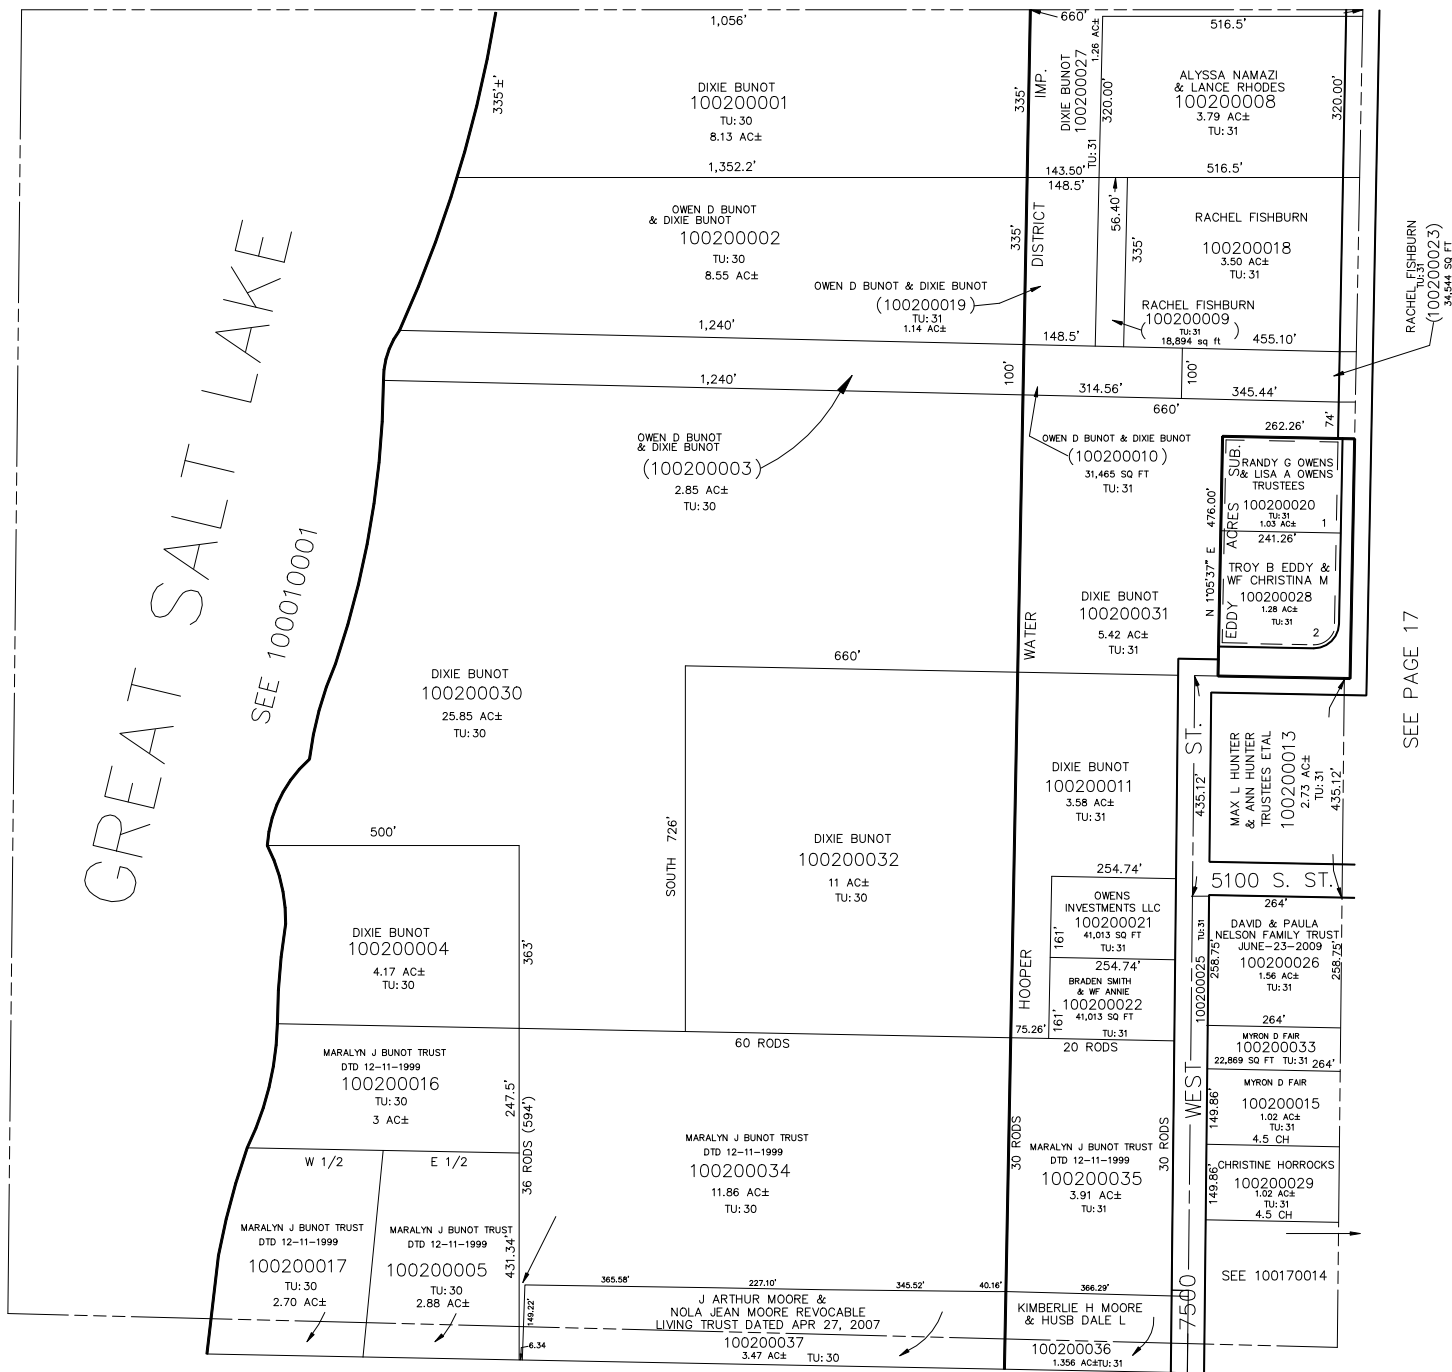 1,056'
660'
516.5'
335'±
DIXIE BUNOT
100200001
TU: 30
8.13 AC±
335'
IMP.
DIXIE BUNOT
100200027
1.26 AC±
TU: 31
320.00'
ALYSSA NAMAZI
& LANCE RHODES
100200008
3.79 AC±
TU: 31
320.00'
1,352.2'
143.50'
516.5'
148.5'
OWEN D BUNOT
& DIXIE BUNOT
100200002
TU: 30
8.55 AC±
335'
DISTRICT
56.40'
335'
RACHEL FISHBURN
100200018
3.50 AC±
TU: 31
OWEN D BUNOT & DIXIE BUNOT
(100200019)
TU: 31
1.14 AC±
RACHEL FISHBURN
(100200009)
TU: 31
18,894 sq ft
RACHEL FISHBURN
TU: 31
(100200023)
34,544 SQ FT
1,240'
148.5'
455.10'
1,240'
100'
314.56'
100'
345.44'
660'
74'
262.26'
OWEN D BUNOT
& DIXIE BUNOT
(100200003)
2.85 AC±
TU: 30
OWEN D BUNOT & DIXIE BUNOT
(100200010)
31,465 SQ FT
TU: 31
N 1°05'37" E 476.00'
EDDY ACRES SUB.
RANDY G OWENS
& LISA A OWENS
TRUSTEES
100200020
TU: 31
1.03 AC±
1
241.26'
TROY B EDDY &
WF CHRISTINA M
100200028
1.28 AC±
TU: 31
2
GREAT SALT LAKE
SEE 100010001
DIXIE BUNOT
100200031
5.42 AC±
TU: 31
WATER
SEE PAGE 17
660'
DIXIE BUNOT
100200030
25.85 AC±
TU: 30
SOUTH 726'
DIXIE BUNOT
100200032
11 AC±
TU: 30
DIXIE BUNOT
100200011
3.58 AC±
TU: 31
7500 WEST ST.
435.12'
MAX L HUNTER
& ANN HUNTER
TRUSTEES ETAL
100200013
2.73 AC±
TU: 31
435.12'
5100 S. ST.
500'
DIXIE BUNOT
100200004
4.17 AC±
TU: 30
363'
254.74'
OWENS
INVESTMENTS LLC
100200021
41,013 SQ FT
TU: 31
161'
254.74'
BRADEN SMITH
& WF ANNIE
100200022
41,013 SQ FT
TU: 31
161'
HOOPER
75.26'
100200025 TU: 31
264'
DAVID & PAULA
NELSON FAMILY TRUST
JUNE-23-2009
100200026
1.56 AC±
TU: 31
258.75'
258.75'
264'
MYRON D FAIR
100200033
22,869 SQ FT TU: 31
264'
MYRON D FAIR
100200015
1.02 AC±
TU: 31
149.86'
4.5 CH
CHRISTINE HORROCKS
100200029
1.02 AC±
TU: 31
149.86'
4.5 CH
SEE 100170014
60 RODS
20 RODS
MARALYN J BUNOT TRUST
DTD 12-11-1999
100200016
TU: 30
3 AC±
247.5'
36 RODS (594')
MARALYN J BUNOT TRUST
DTD 12-11-1999
100200034
11.86 AC±
TU: 30
30 RODS
MARALYN J BUNOT TRUST
DTD 12-11-1999
100200035
3.91 AC±
TU: 31
30 RODS
W 1/2
E 1/2
MARALYN J BUNOT TRUST
DTD 12-11-1999
100200017
TU: 30
2.70 AC±
MARALYN J BUNOT TRUST
DTD 12-11-1999
100200005
TU: 30
2.88 AC±
431.34'
365.58'
227.10'
345.52'
40.16'
366.29'
149.22'
6.34
J ARTHUR MOORE &
NOLA JEAN MOORE REVOCABLE
LIVING TRUST DATED APR 27, 2007
100200037
3.47 AC± TU: 30
KIMBERLIE H MOORE
& HUSB DALE L
100200036
1.356 AC±TU: 31